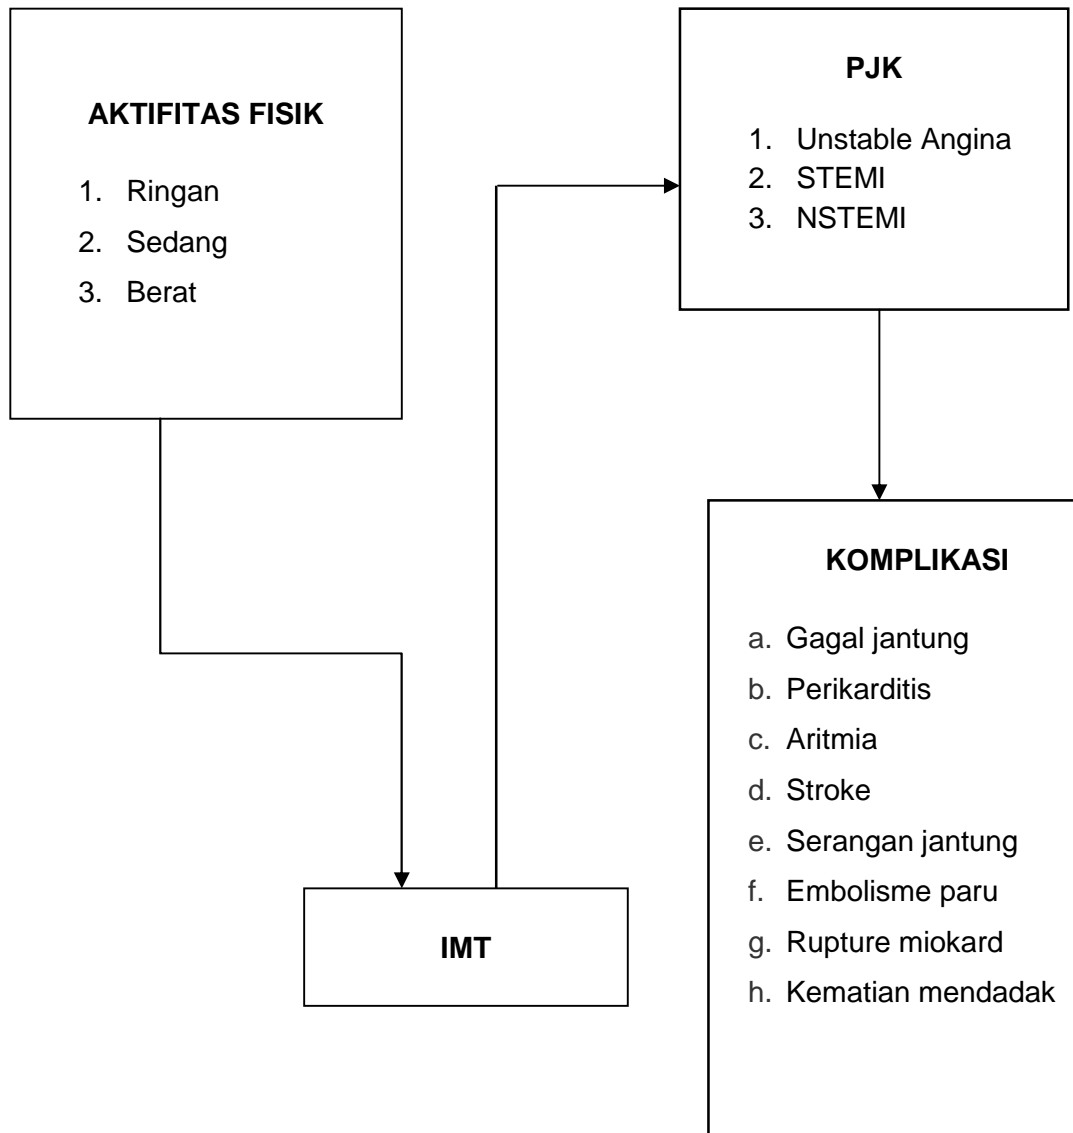 AKTIFITAS FISIK
1. Ringan
2. Sedang
3. Berat
PJK
1. Unstable Angina
2. STEMI
3. NSTEMI
IMT
KOMPLIKASI
a. Gagal jantung
b. Perikarditis
c. Aritmia
d. Stroke
e. Serangan jantung
f. Embolisme paru
g. Rupture miokard
h. Kematian mendadak